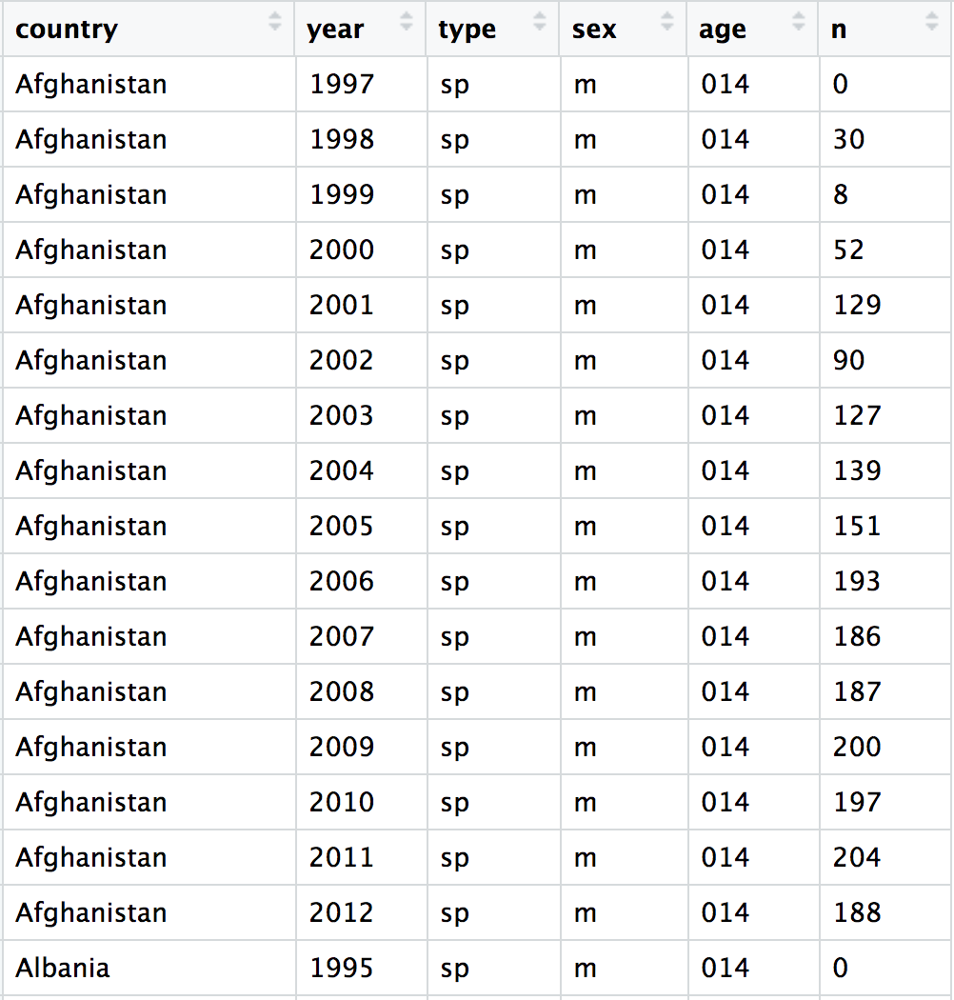 country year type sex age n
Afghanistan 1997 sp m 014 0
Afghanistan 1998 sp m 014 30
Afghanistan 1999 sp m 014 8
Afghanistan 2000 sp m 014 52
Afghanistan 2001 sp m 014 129
Afghanistan 2002 sp m 014 90
Afghanistan 2003 sp m 014 127
Afghanistan 2004 sp m 014 139
Afghanistan 2005 sp m 014 151
Afghanistan 2006 sp m 014 193
Afghanistan 2007 sp m 014 186
Afghanistan 2008 sp m 014 187
Afghanistan 2009 sp m 014 200
Afghanistan 2010 sp m 014 197
Afghanistan 2011 sp m 014 204
Afghanistan 2012 sp m 014 188
Albania 1995 sp m 014 0